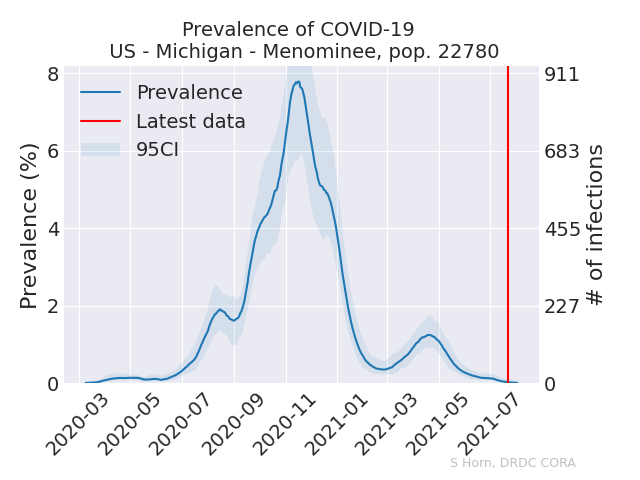 Prevalence of COVID-19
US - Michigan - Menominee, pop. 22780
Prevalence
Latest data
95CI
Prevalence (%)
8
6
4
2
0
911
683
455
227
0
# of infections
2020-03
2020-05
2020-07
2020-09
2020-11
2021-01
2021-03
2021-05
2021-07
S Horn, DRDC CORA